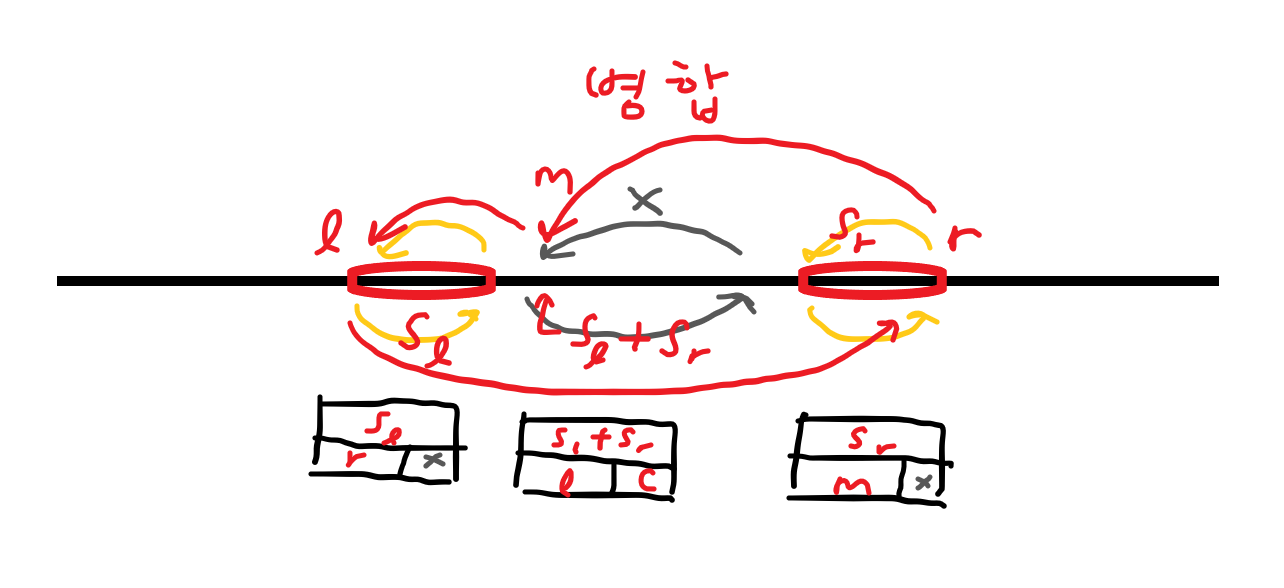 병합
m
x
l
S_r
r
S_l
S_l + S_r
S_l
r x
S_l + S_r
l c
S_r
m x